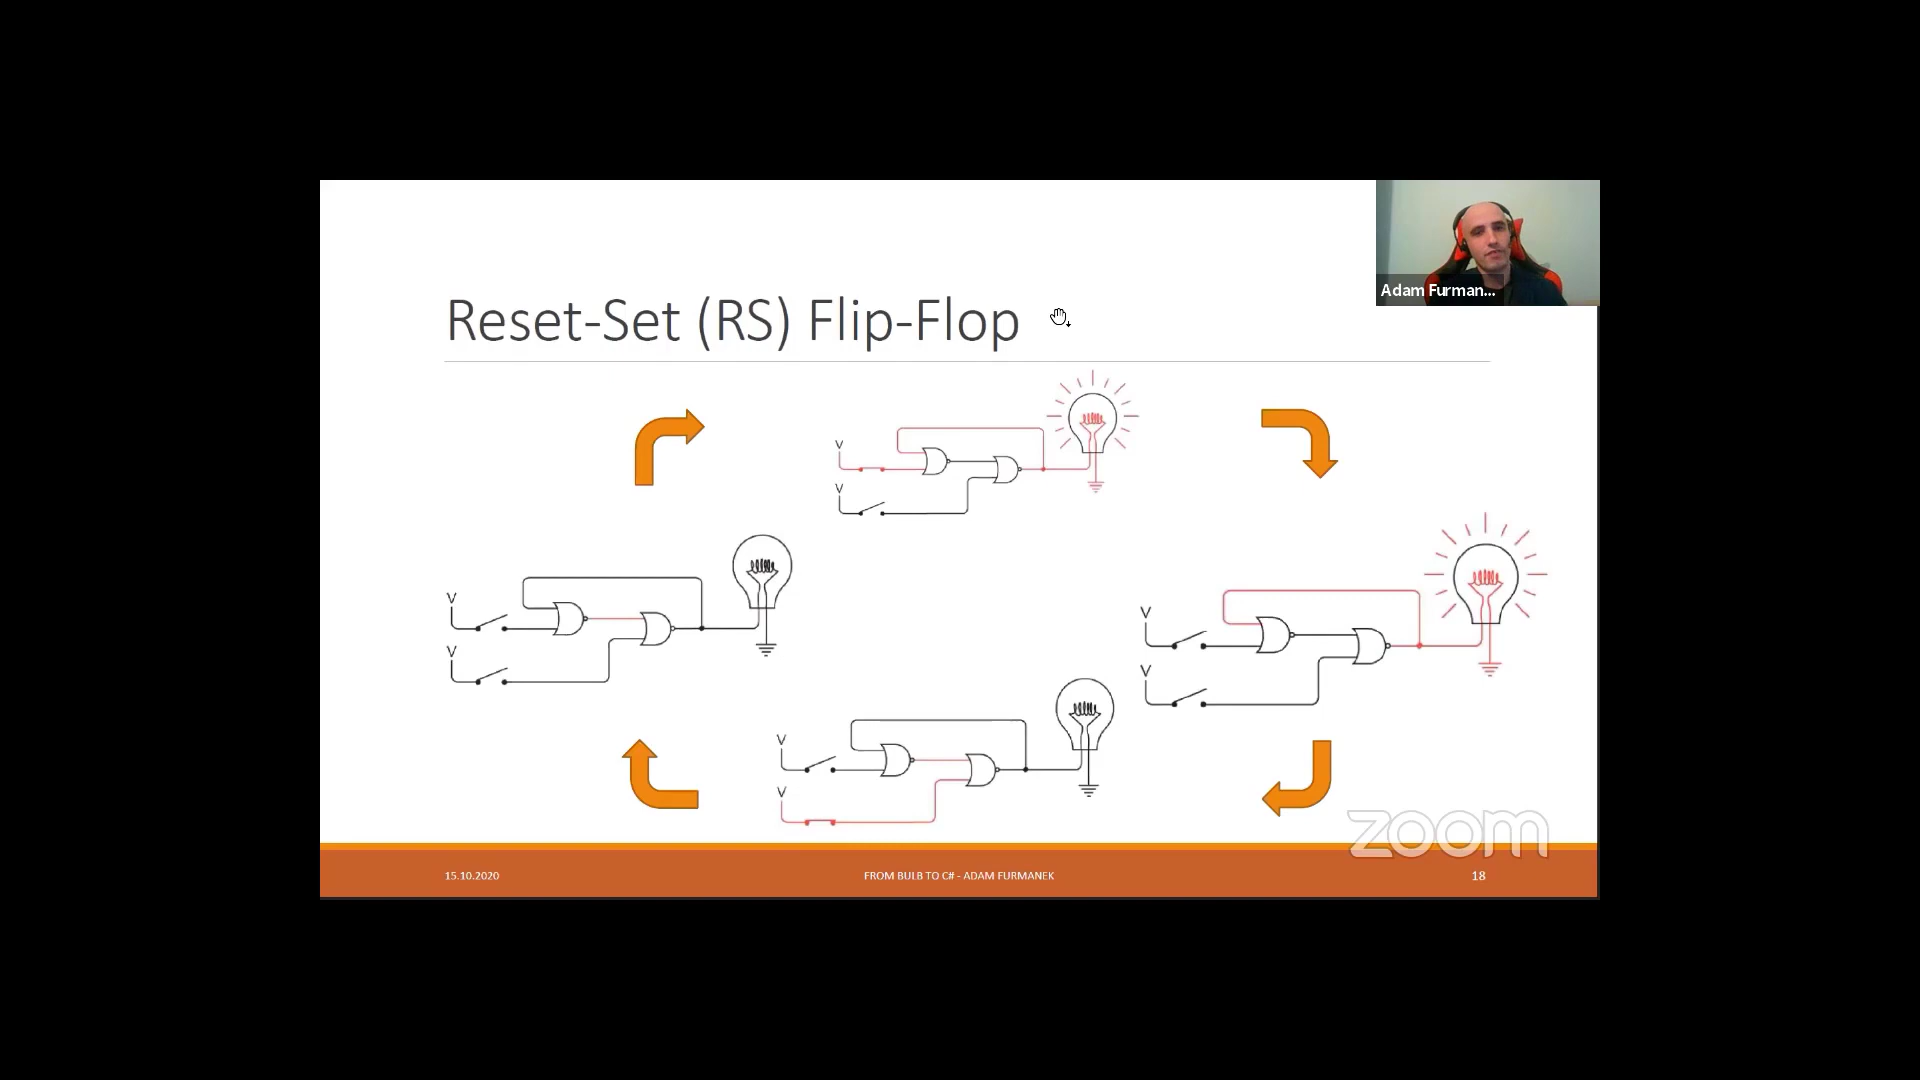 Adam Furman...
Reset-Set (RS) Flip-Flop
V
V
V
V
V
V
V
V
zoom
15.10.2020
FROM BULB TO C# - ADAM FURMANEK
18